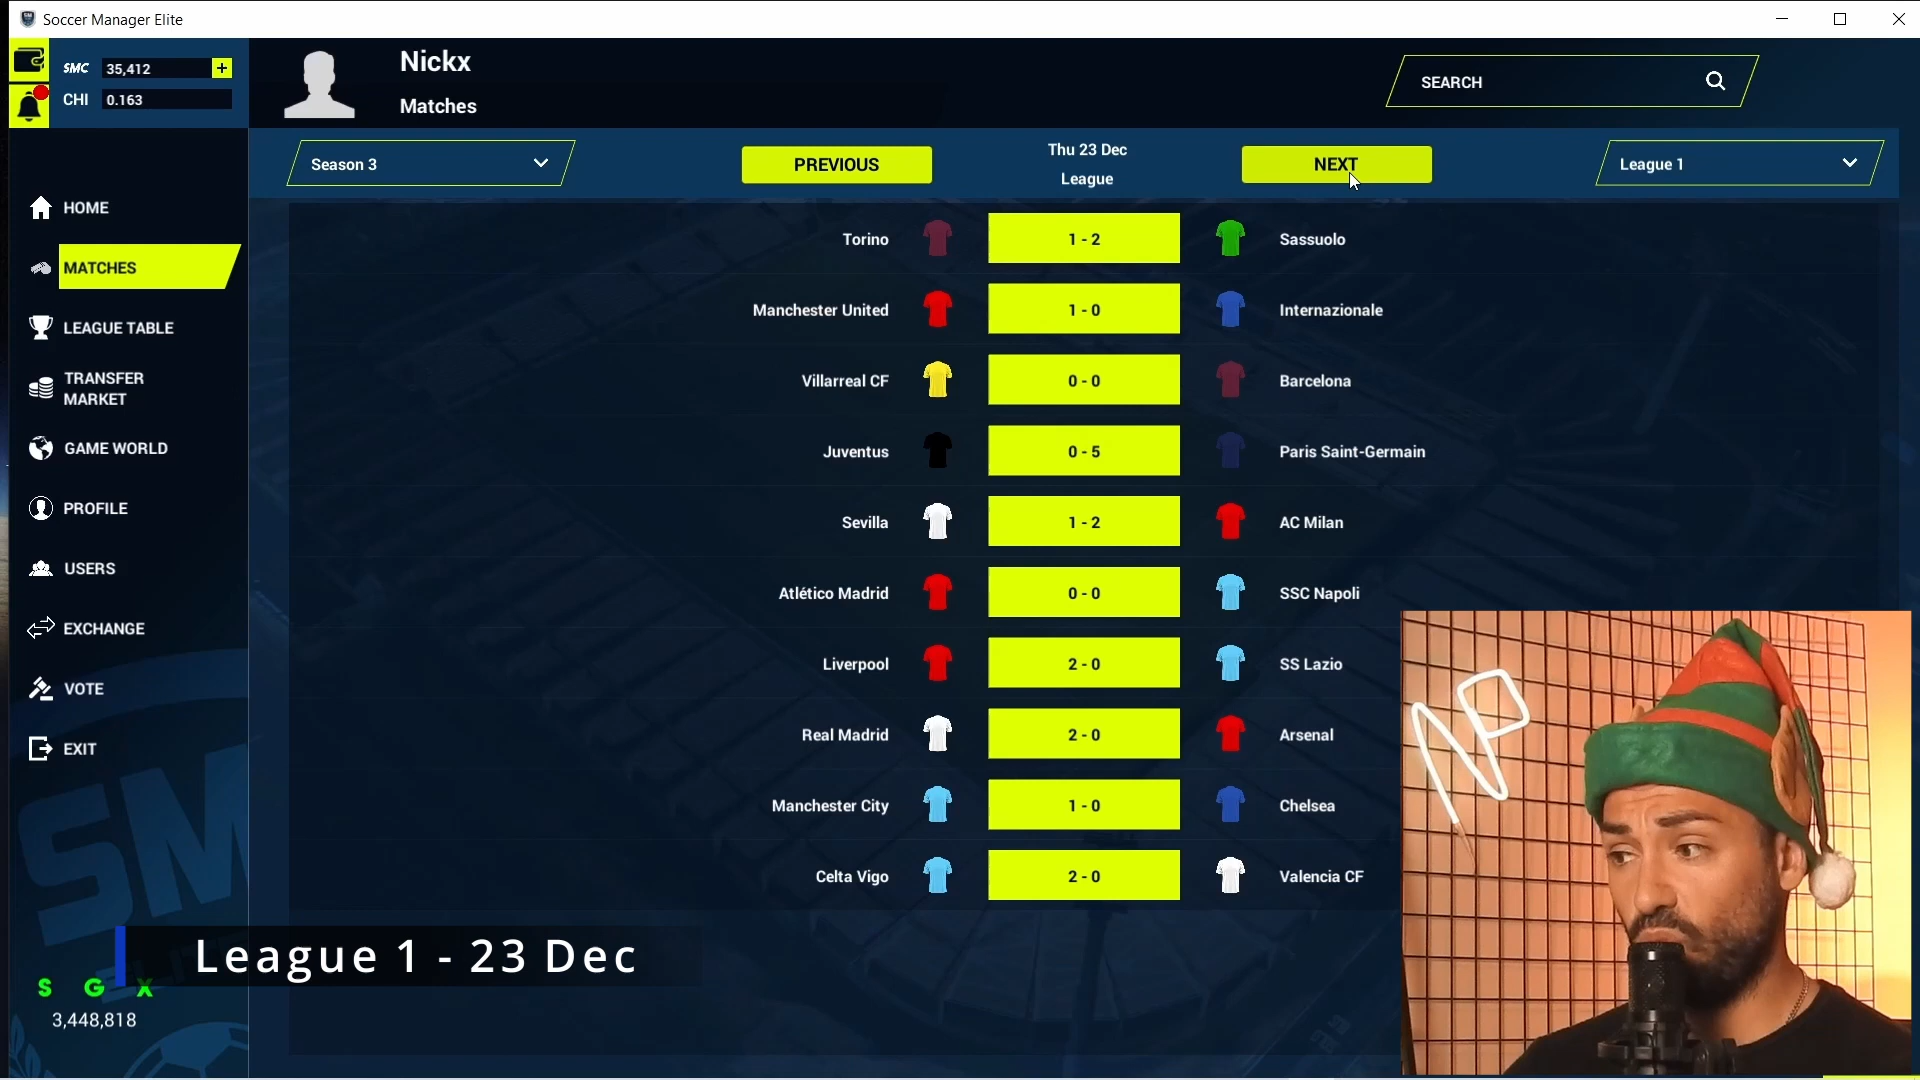 Soccer Manager Elite
SMC 35,412 +
CHI 0.163
Nickx
Matches
SEARCH
Season 3
PREVIOUS
Thu 23 Dec
League
NEXT
League 1
HOME
MATCHES
LEAGUE TABLE
TRANSFER
MARKET
GAME WORLD
PROFILE
USERS
EXCHANGE
VOTE
EXIT
Torino 1 - 2 Sassuolo
Manchester United 1 - 0 Internazionale
Villarreal CF 0 - 0 Barcelona
Juventus 0 - 5 Paris Saint-Germain
Sevilla 1 - 2 AC Milan
Atlético Madrid 0 - 0 SSC Napoli
Liverpool 2 - 0 SS Lazio
Real Madrid 2 - 0 Arsenal
Manchester City 1 - 0 Chelsea
Celta Vigo 2 - 0 Valencia CF
NP
SM
League 1 - 23 Dec
S G X
3,448,818